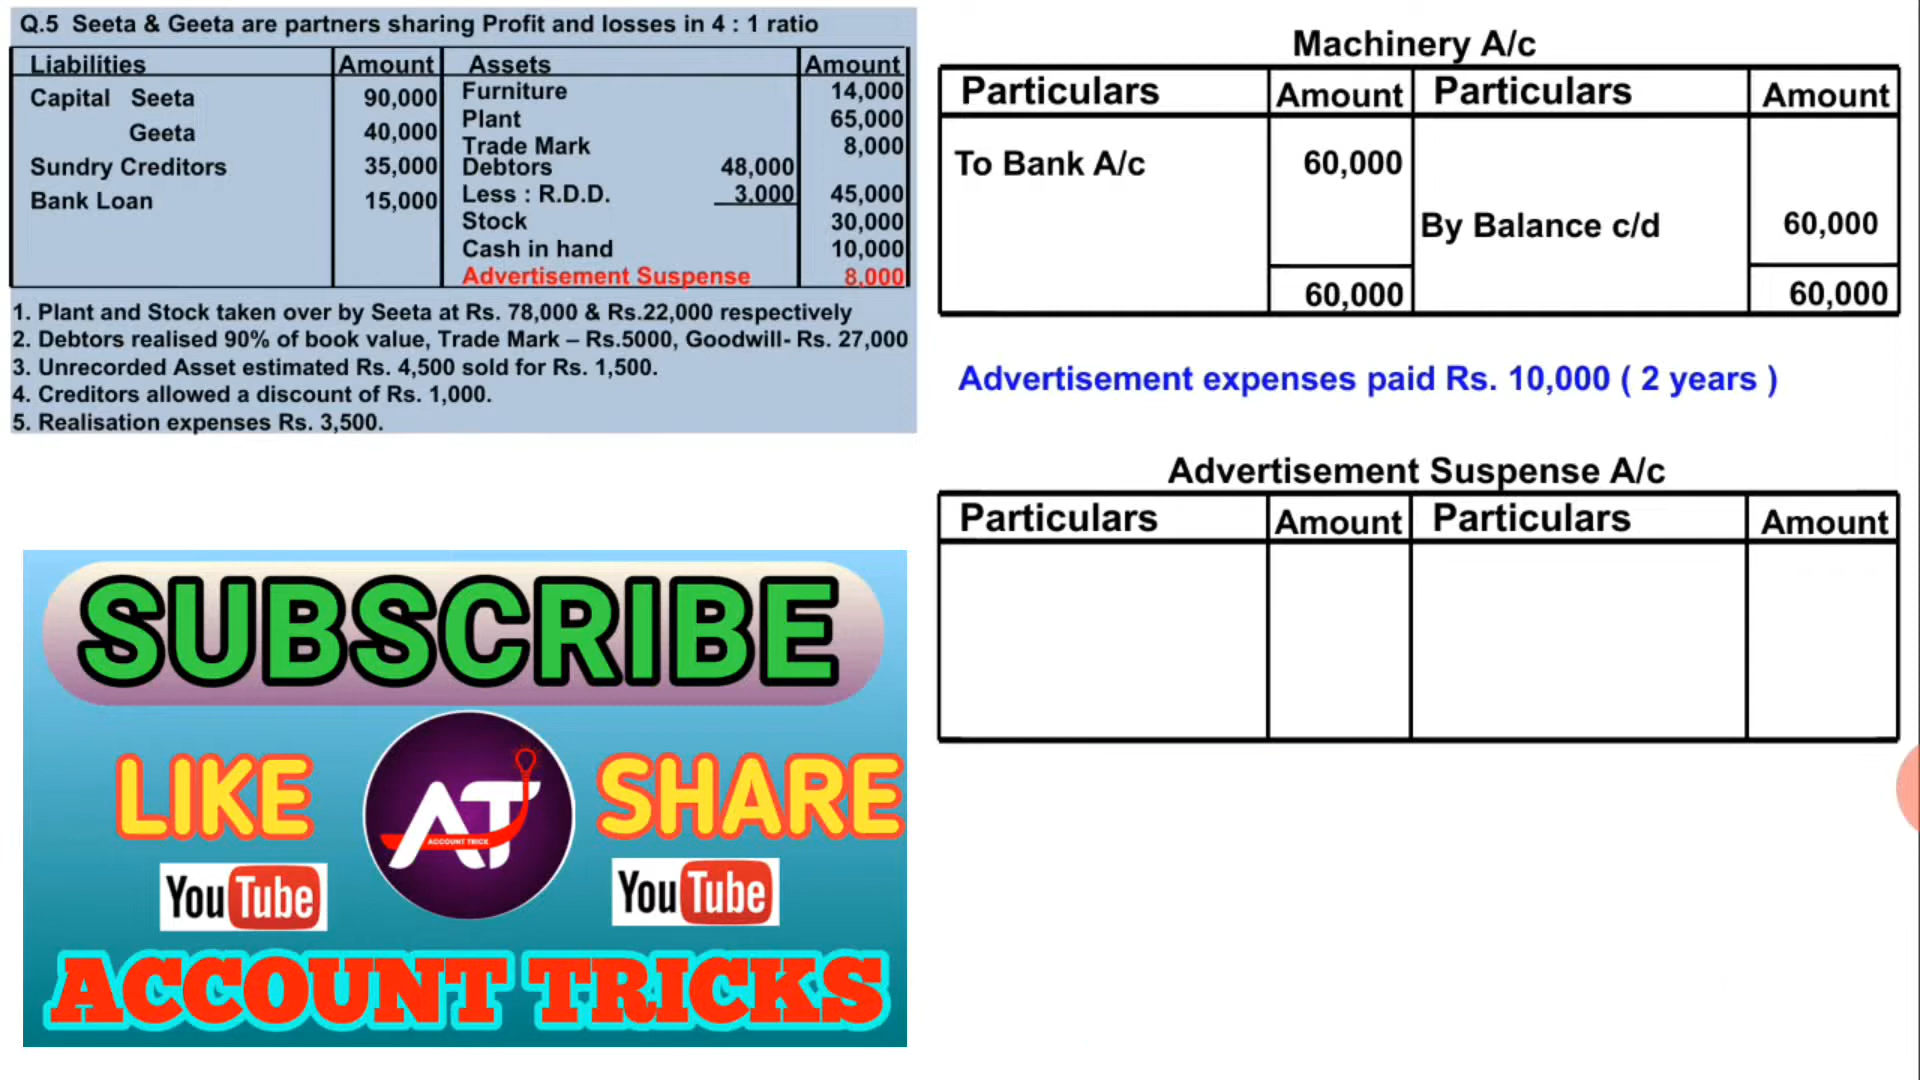 Q.5 Seeta & Geeta are partners sharing Profit and losses in 4 : 1 ratio
Liabilities Amount Assets Amount
Capital Seeta 90,000 Furniture 14,000
Plant 65,000
Geeta 40,000 Trade Mark 8,000
Sundry Creditors 35,000 Debtors 48,000
Bank Loan 15,000 Less : R.D.D. 3,000 45,000
Stock 30,000
Cash in hand 10,000
Advertisement Suspense 8,000
1. Plant and Stock taken over by Seeta at Rs. 78,000 & Rs.22,000 respectively
2. Debtors realised 90% of book value, Trade Mark – Rs.5000, Goodwill- Rs. 27,000
3. Unrecorded Asset estimated Rs. 4,500 sold for Rs. 1,500.
4. Creditors allowed a discount of Rs. 1,000.
5. Realisation expenses Rs. 3,500.
Machinery A/c
Particulars Amount Particulars Amount
To Bank A/c 60,000
By Balance c/d 60,000
60,000 60,000
Advertisement expenses paid Rs. 10,000 ( 2 years )
Advertisement Suspense A/c
Particulars Amount Particulars Amount
SUBSCRIBE
LIKE AT SHARE
ACCOUNT TRICK
YouTube YouTube
ACCOUNT TRICKS